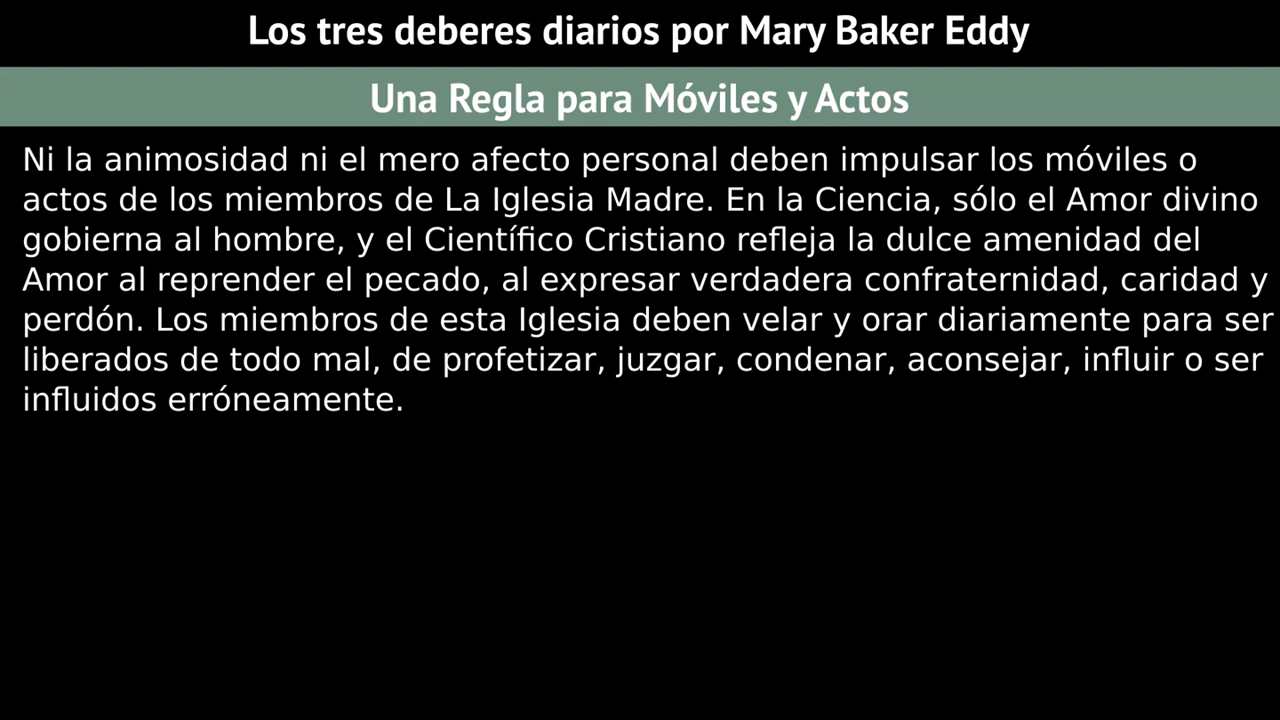 Los tres deberes diarios por Mary Baker Eddy
Una Regla para Móviles y Actos
Ni la animosidad ni el mero afecto personal deben impulsar los móviles o
actos de los miembros de La Iglesia Madre. En la Ciencia, sólo el Amor divino
gobierna al hombre, y el Científico Cristiano refleja la dulce amenidad del
Amor al reprender el pecado, al expresar verdadera confraternidad, caridad y
perdón. Los miembros de esta Iglesia deben velar y orar diariamente para ser
liberados de todo mal, de profetizar, juzgar, condenar, aconsejar, influir o ser
influidos erróneamente.